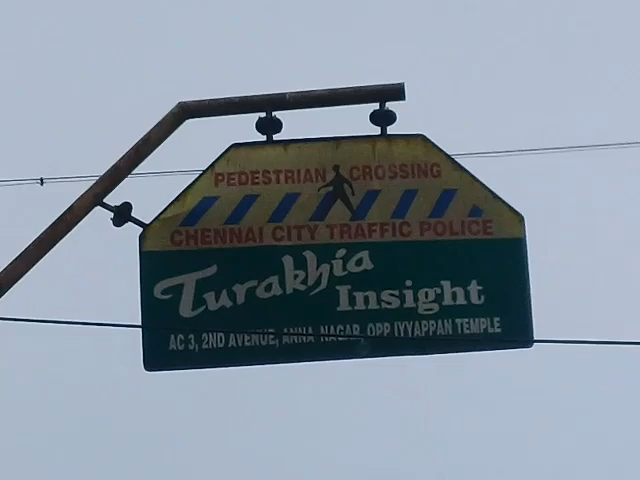 PEDESTRIAN CROSSING
CHENNAI CITY TRAFFIC POLICE
Turakhia
Insight
AC 3, 2ND AVENUE, ANNA NAGAR, OPP IYYAPPAN TEMPLE